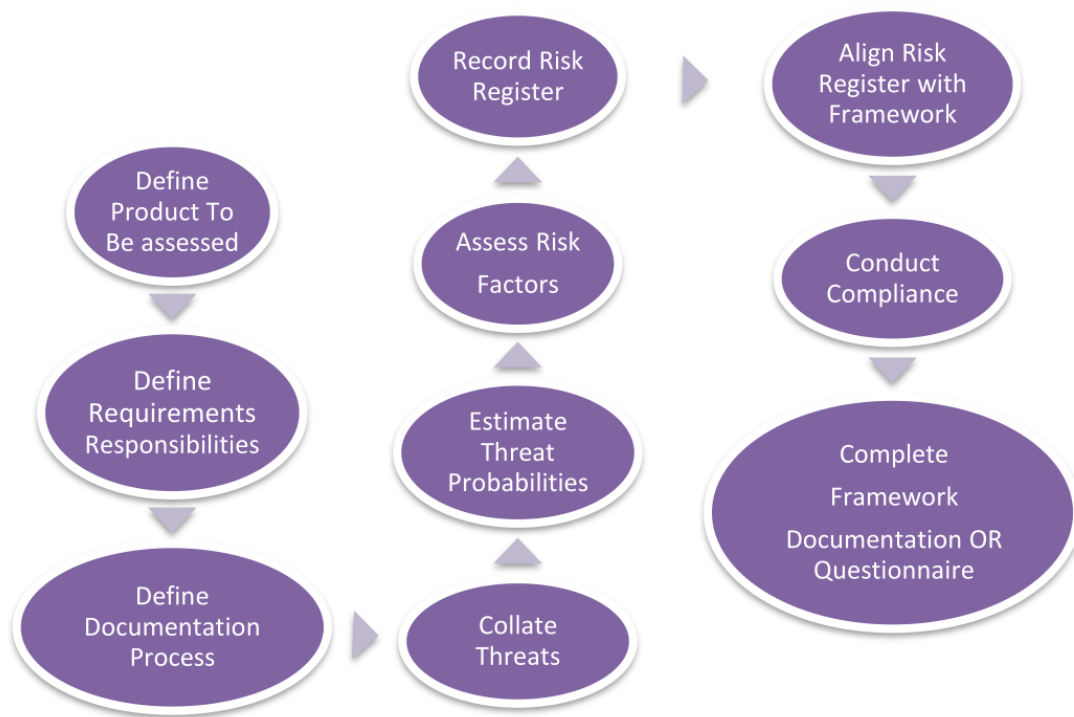 Define
Product To
Be assessed
Define
Requirements
Responsibilities
Define
Documentation
Process
Collate
Threats
Estimate
Threat
Probabilities
Assess Risk
Factors
Record Risk
Register
Align Risk
Register with
Framework
Conduct
Compliance
Complete
Framework
Documentation OR
Questionnaire